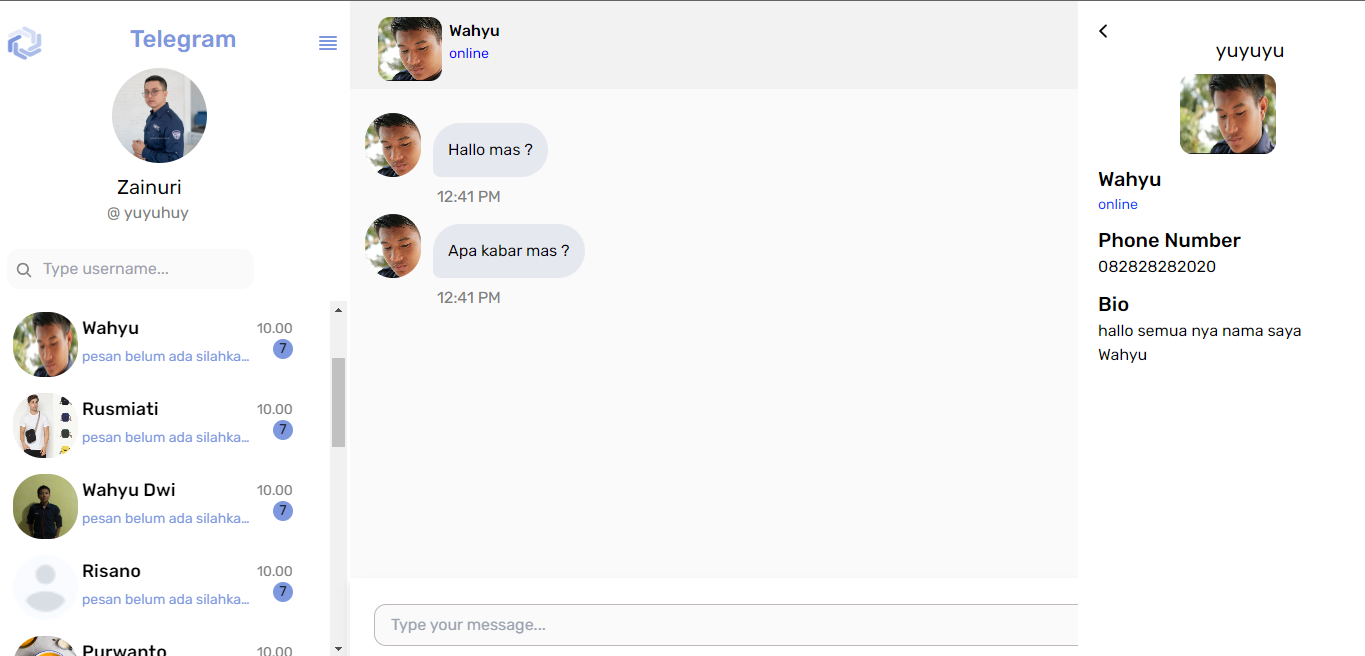 Telegram
Zainuri
@ yuyuhuy
Type username...
Wahyu
10.00
pesan belum ada silahka...
7
Rusmiati
10.00
pesan belum ada silahka...
7
Wahyu Dwi
10.00
pesan belum ada silahka...
7
Risano
10.00
pesan belum ada silahka...
7
Purwanto
10.00
Wahyu
online
Hallo mas ?
12:41 PM
Apa kabar mas ?
12:41 PM
Type your message...
yuyuyu
Wahyu
online
Phone Number
082828282020
Bio
hallo semua nya nama saya
Wahyu